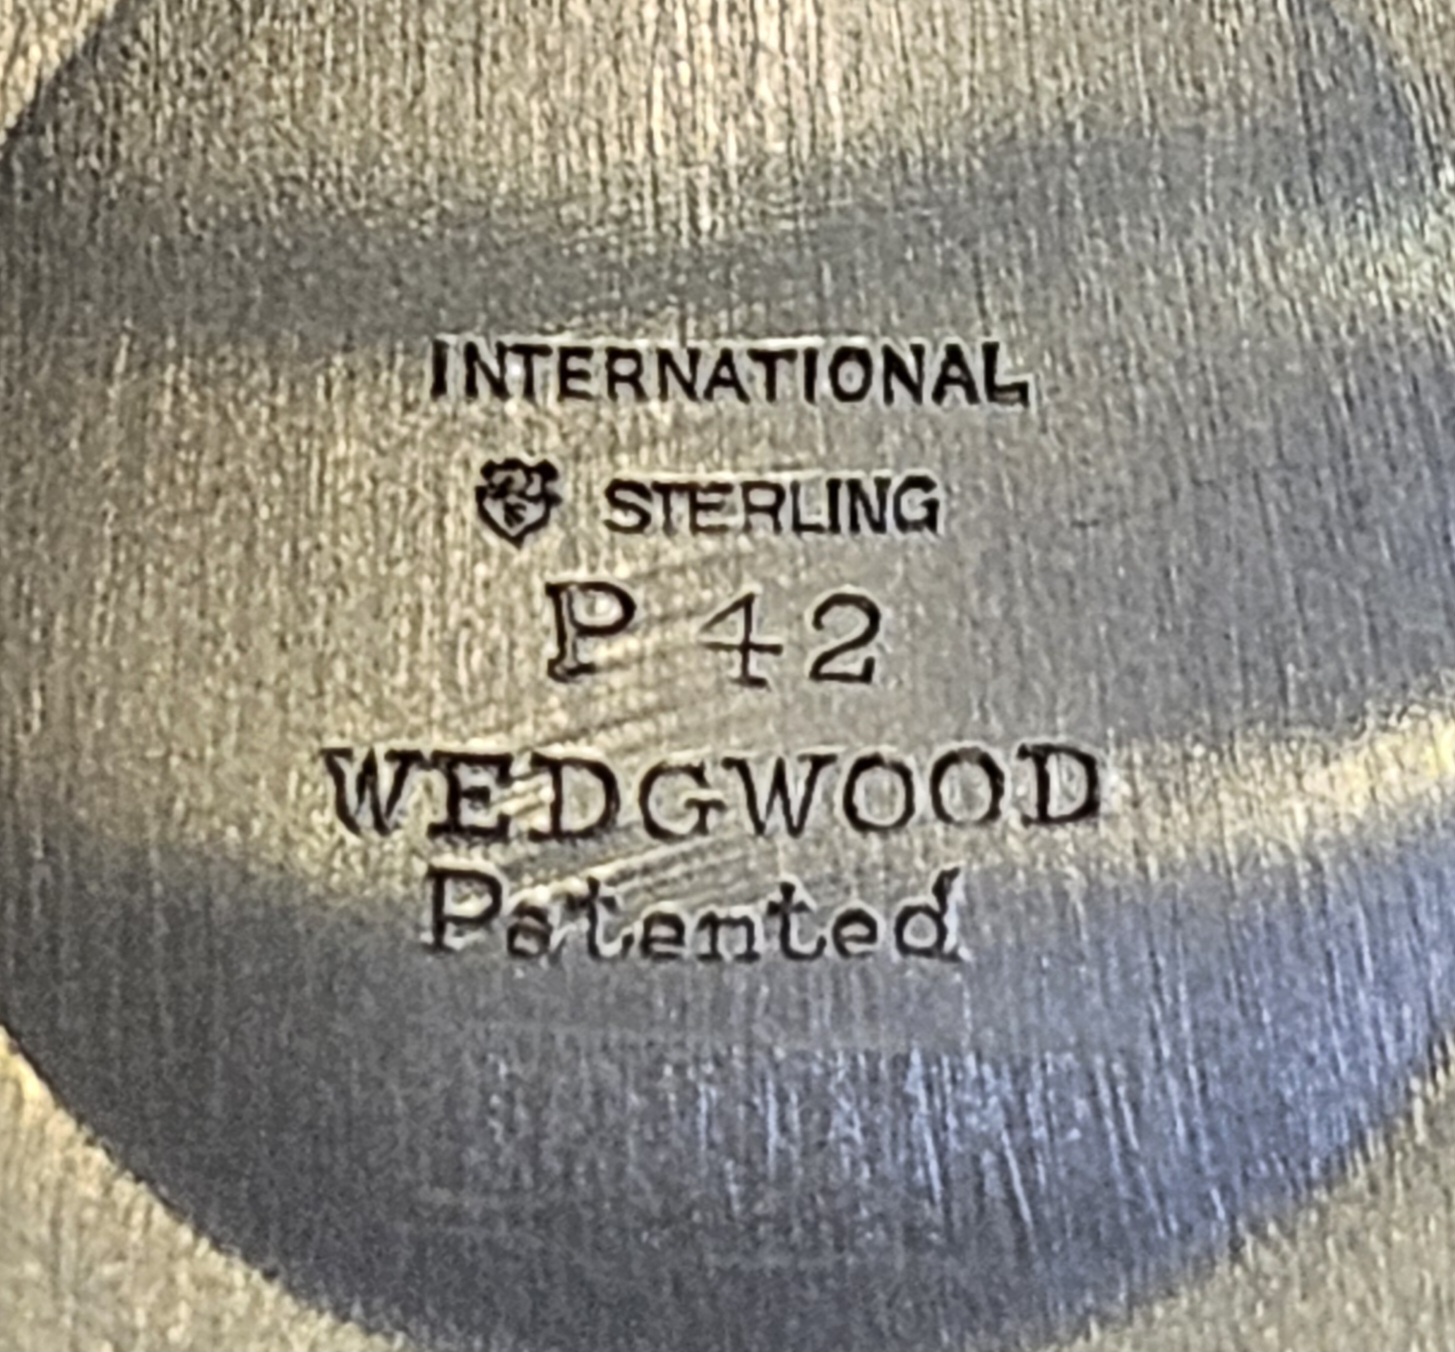 INTERNATIONAL
STERLING
P 42
WEDGWOOD
Patented